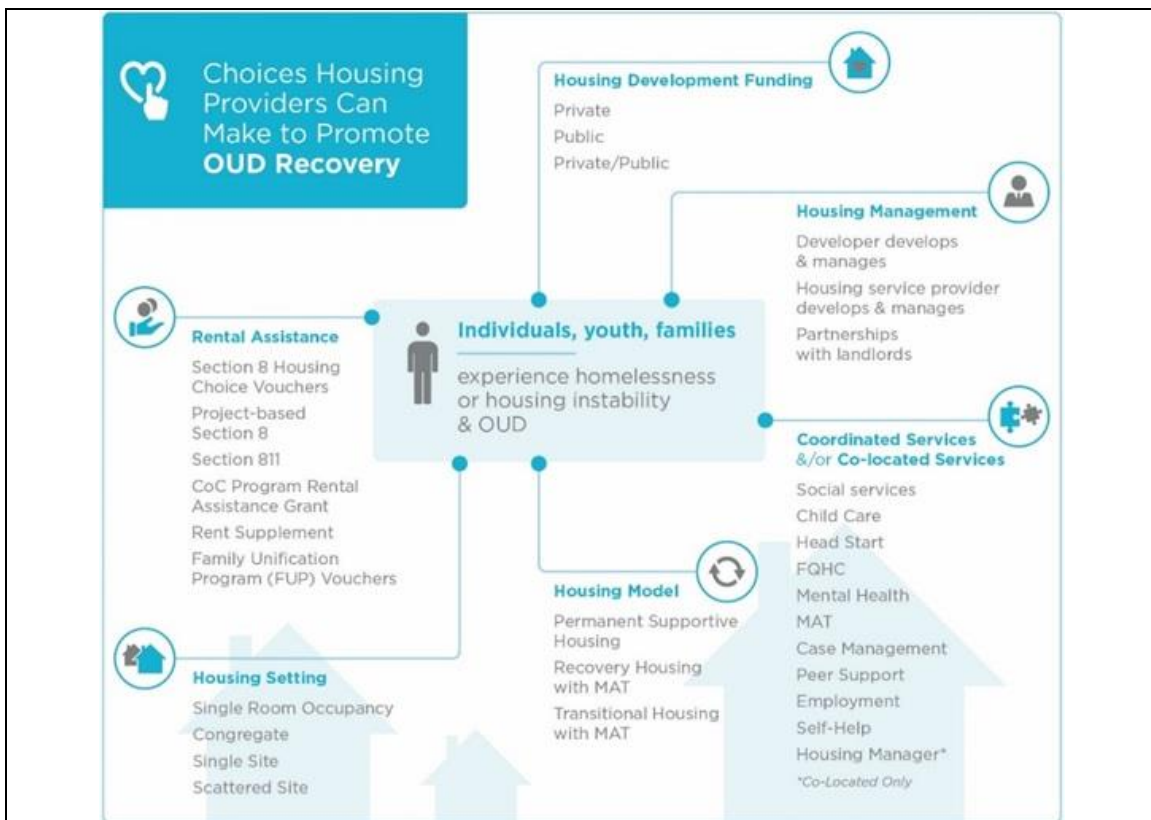 Choices Housing
Providers Can
Make to Promote
OUD Recovery
Housing Development Funding
Private
Public
Private/Public
Housing Management
Developer develops
& manages
Housing service provider
develops & manages
Partnerships
with landlords
Individuals, youth, families
experience homelessness
or housing instability
& OUD
Rental Assistance
Section 8 Housing
Choice Vouchers
Project-based
Section 8
Section 811
CoC Program Rental
Assistance Grant
Rent Supplement
Family Unification
Program (FUP) Vouchers
Coordinated Services
&/or Co-located Services
Social services
Child Care
Head Start
FQHC
Mental Health
MAT
Case Management
Peer Support
Employment
Self-Help
Housing Manager*
*Co-Located Only
Housing Model
Permanent Supportive
Housing
Recovery Housing
with MAT
Transitional Housing
with MAT
Housing Setting
Single Room Occupancy
Congregate
Single Site
Scattered Site